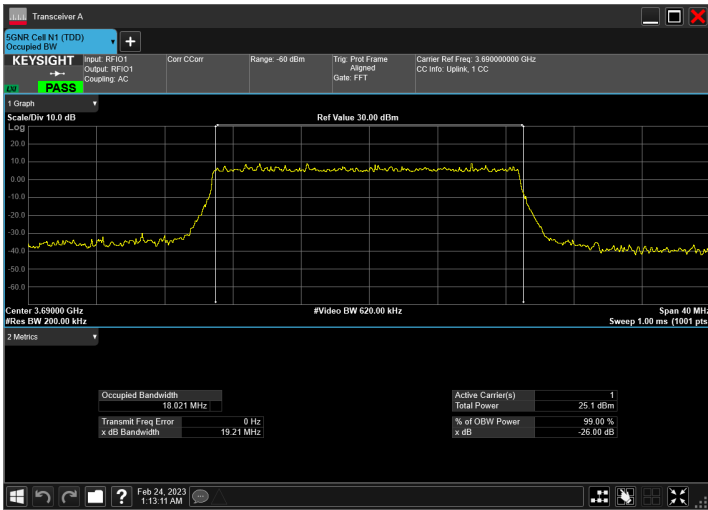 Transceiver A
5GNR Cell N1 (TDD)
Occupied BW
KEYSIGHT
LXI
PASS
Input: RFIO1
Output: RFIO1
Coupling: AC
Corr CCorr
Range: -60 dBm
Trig: Prot Frame
Aligned
Gate: FFT
Carrier Ref Freq: 3.690000000 GHz
CC Info: Uplink, 1 CC
1 Graph
Scale/Div 10.0 dB
Ref Value 30.00 dBm
Log
20.0
10.0
0.00
-10.0
-20.0
-30.0
-40.0
-50.0
-60.0
Center 3.69000 GHz
#Video BW 620.00 kHz
Span 40 MHz
#Res BW 200.00 kHz
Sweep 1.00 ms (1001 pts
2 Metrics
Occupied Bandwidth
18.021 MHz
Active Carrier(s) 1
Total Power 25.1 dBm
Transmit Freq Error 0 Hz
x dB Bandwidth 19.21 MHz
% of OBW Power 99.00 %
x dB -26.00 dB
?
Feb 24, 2023
1:13:11 AM